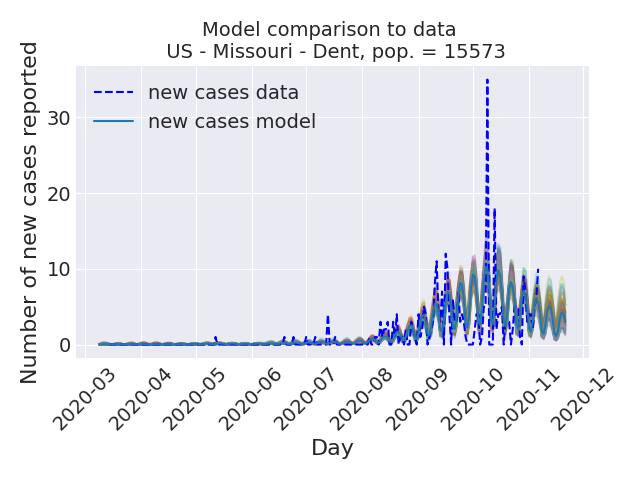 Model comparison to data
US - Missouri - Dent, pop. = 15573
Number of new cases reported
30
20
10
0
new cases data
new cases model
2020-03
2020-04
2020-05
2020-06
2020-07
2020-08
2020-09
2020-10
2020-11
2020-12
Day